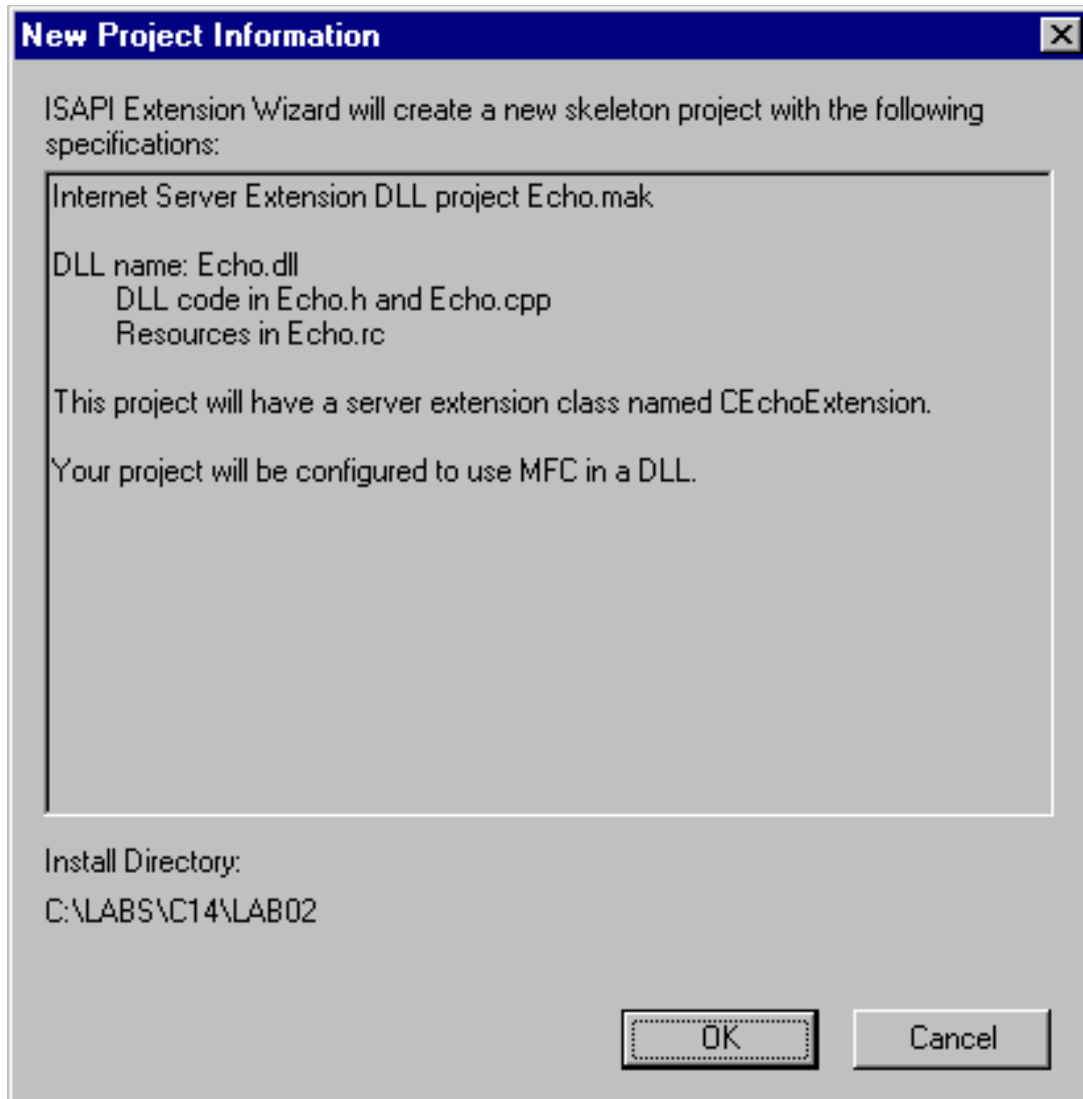 New Project Information
ISAPI Extension Wizard will create a new skeleton project with the following
specifications:
Internet Server Extension DLL project Echo.mak
DLL name: Echo.dll
DLL code in Echo.h and Echo.cpp
Resources in Echo.rc
This project will have a server extension class named CEchoExtension.
Your project will be configured to use MFC in a DLL.
Install Directory:
C:\LABS\C14\LAB02
OK
Cancel